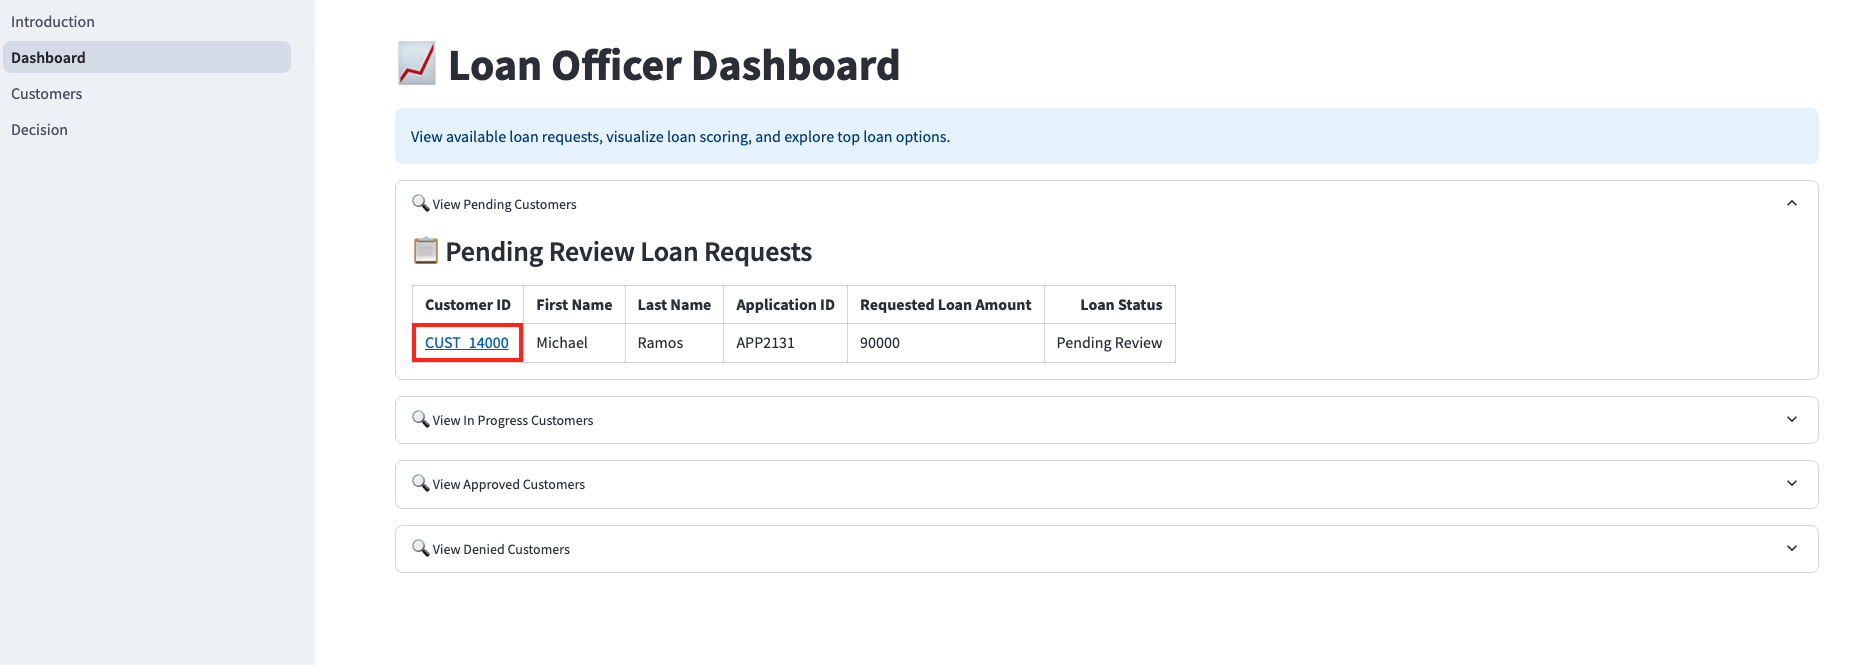 Introduction
Dashboard
Customers
Decision
Loan Officer Dashboard
View available loan requests, visualize loan scoring, and explore top loan options.
View Pending Customers
Pending Review Loan Requests
Customer ID First Name Last Name Application ID Requested Loan Amount Loan Status
CUST_14000 Michael Ramos APP2131 90000 Pending Review
View In Progress Customers
View Approved Customers
View Denied Customers